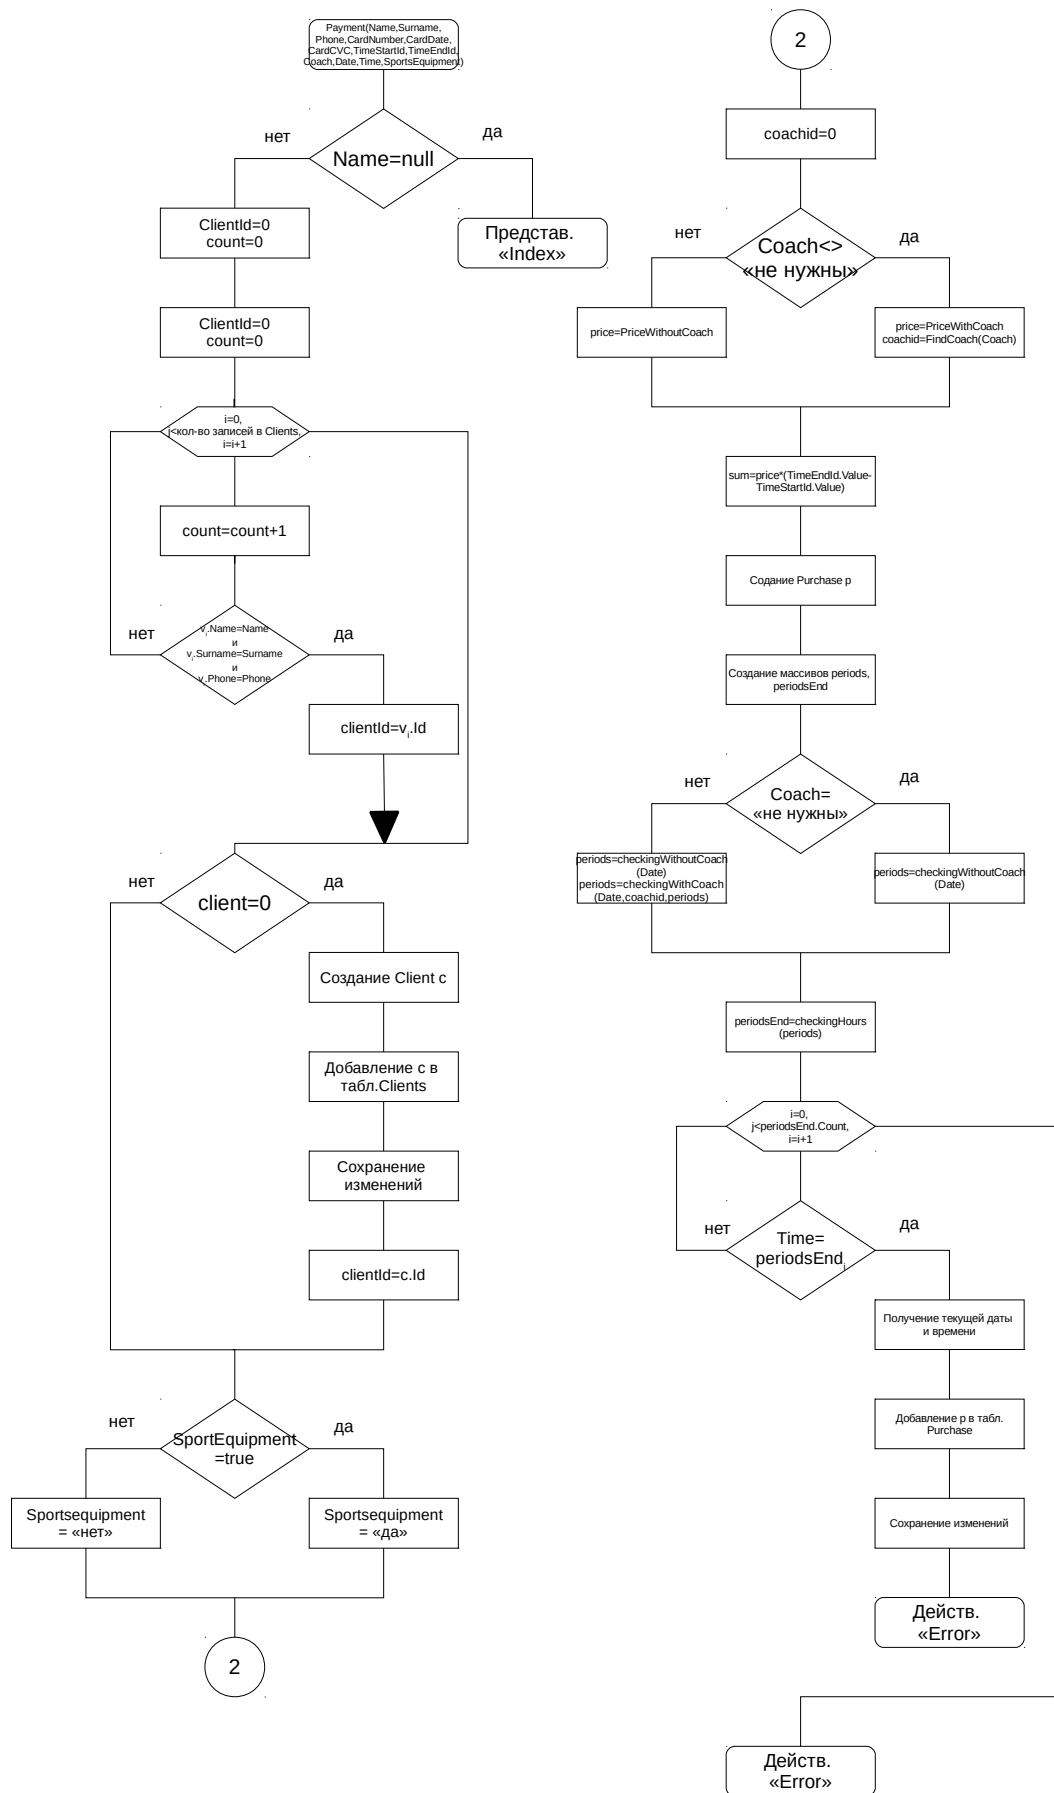 Payment(Name,Surname,
Phone,CardNumber,CardDate,
CardCVC,TimeStartId,TimeEndId,
Coach,Date,Time,SportsEquipment)
нет
да
Name=null
ClientId=0
count=0
Представ.
«Index»
ClientId=0
count=0
i=0,
j<кол-во записей в Clients,
i=i+1
count=count+1
нет
да
vi.Name=Name
и
vi.Surname=Surname
и
vi.Phone=Phone
clientId=vi.Id
нет
да
client=0
Создание Client c
Добавление c в
табл.Clients
Сохранение
изменений
clientId=c.Id
нет
да
SportEquipment
=true
Sportsequipment
= «нет»
Sportsequipment
= «да»
2
2
coachid=0
нет
да
Coach<>
«не нужны»
price=PriceWithoutCoach
price=PriceWithCoach
coachid=FindCoach(Coach)
sum=price*(TimeEndId.Value-
TimeStartId.Value)
Содание Purchase p
Создание массивов periods,
periodsEnd
нет
да
Coach=
«не нужны»
periods=checkingWithoutCoach
(Date)
periods=checkingWithCoach
(Date,coachid,periods)
periods=checkingWithoutCoach
(Date)
periodsEnd=checkingHours
(periods)
i=0,
j<periodsEnd.Count,
i=i+1
нет
да
Time=
periodsEndi
Получение текущей даты
и времени
Добавление p в табл.
Purchase
Сохранение изменений
Действ.
«Error»
Действ.
«Error»